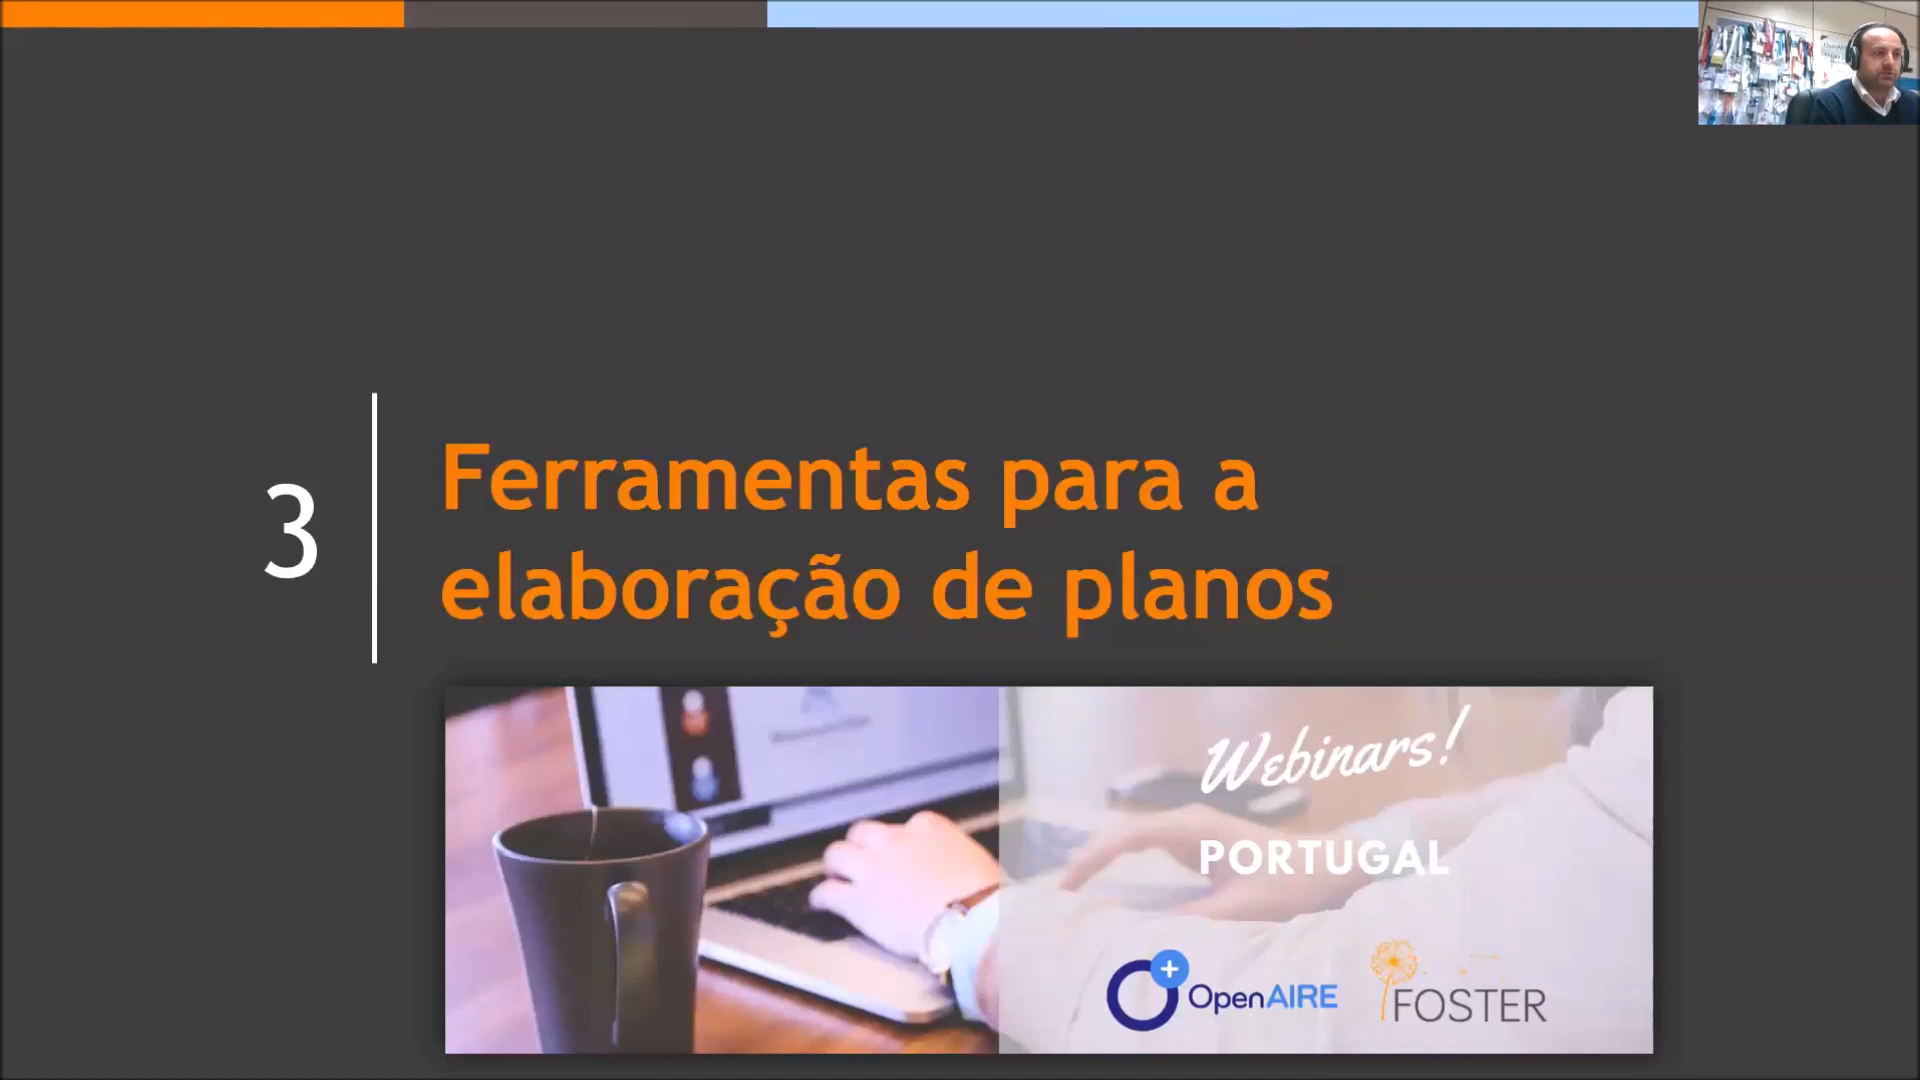 3
Ferramentas para a
elaboração de planos
Webinars!
PORTUGAL
OpenAIRE
FOSTER